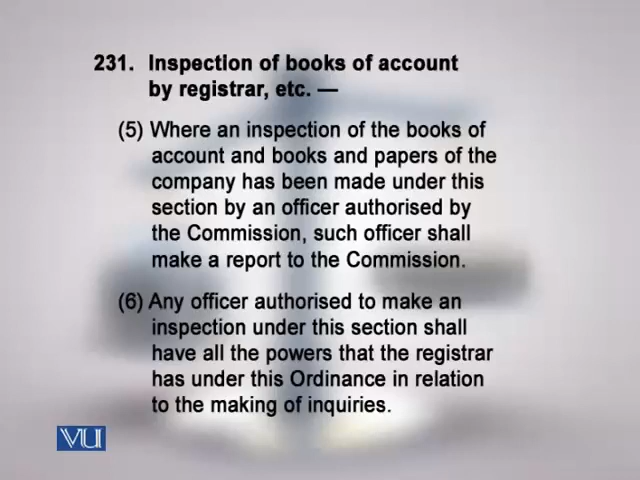 231. Inspection of books of account
by registrar, etc. —
(5) Where an inspection of the books of
account and books and papers of the
company has been made under this
section by an officer authorised by
the Commission, such officer shall
make a report to the Commission.
(6) Any officer authorised to make an
inspection under this section shall
have all the powers that the registrar
has under this Ordinance in relation
to the making of inquiries.
VU